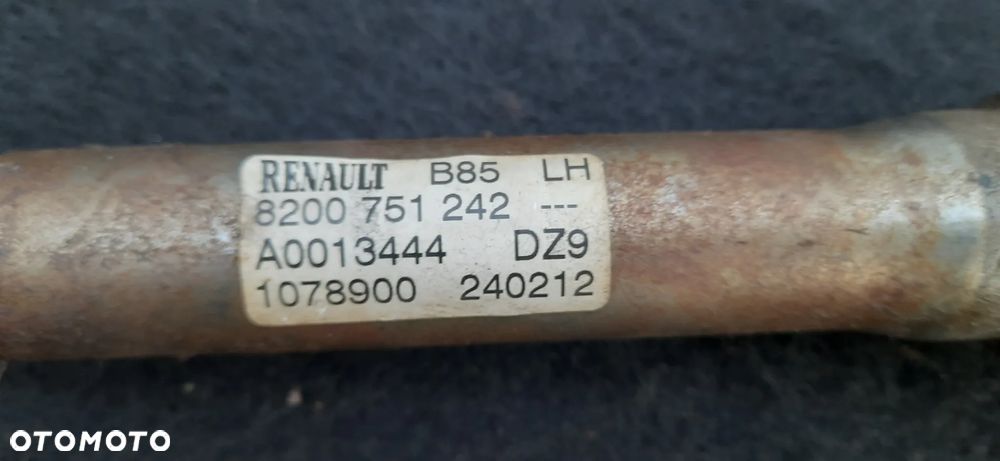 RENAULT B85 LH
8200 751 242 ---
A0013444 DZ9
1078900 240212
OTOMOTO